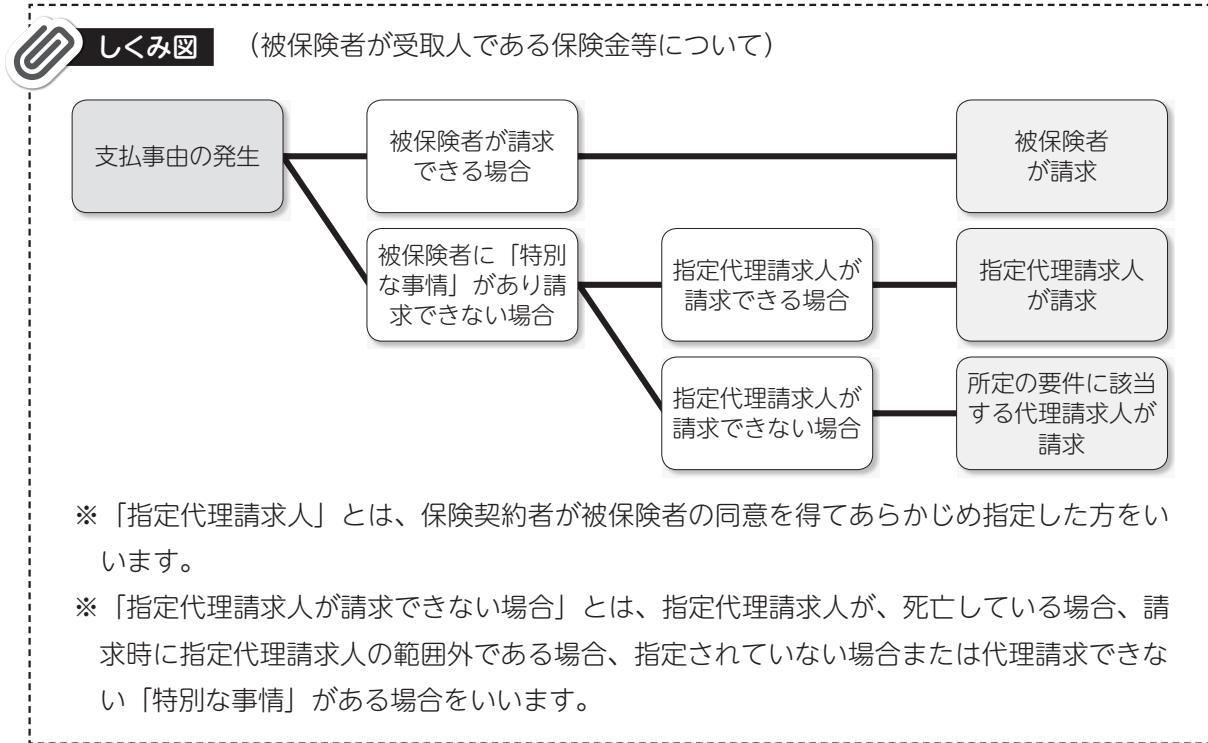 しくみ図 （被保険者が受取人である保険金等について）
支払事由の発生
被保険者が請求
できる場合
被保険者
が請求
被保険者に「特別
な事情」があり請
求できない場合
指定代理請求人が
請求できる場合
指定代理請求人
が請求
指定代理請求人が
請求できない場合
所定の要件に該当
する代理請求人が
請求
※「指定代理請求人」とは、保険契約者が被保険者の同意を得てあらかじめ指定した方をい
います。
※「指定代理請求人が請求できない場合」とは、指定代理請求人が、死亡している場合、請
求時に指定代理請求人の範囲外である場合、指定されていない場合または代理請求できな
い「特別な事情」がある場合をいいます。